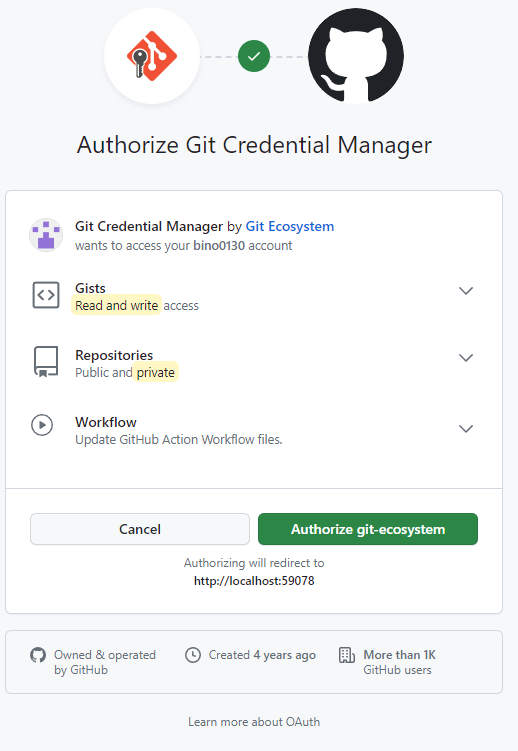 Authorize Git Credential Manager
Git Credential Manager by Git Ecosystem
wants to access your bino0130 account
Gists
Read and write access
Repositories
Public and private
Workflow
Update GitHub Action Workflow files.
Cancel
Authorize git-ecosystem
Authorizing will redirect to
http://localhost:59078
Owned & operated
by GitHub
Created 4 years ago
More than 1K
GitHub users
Learn more about OAuth